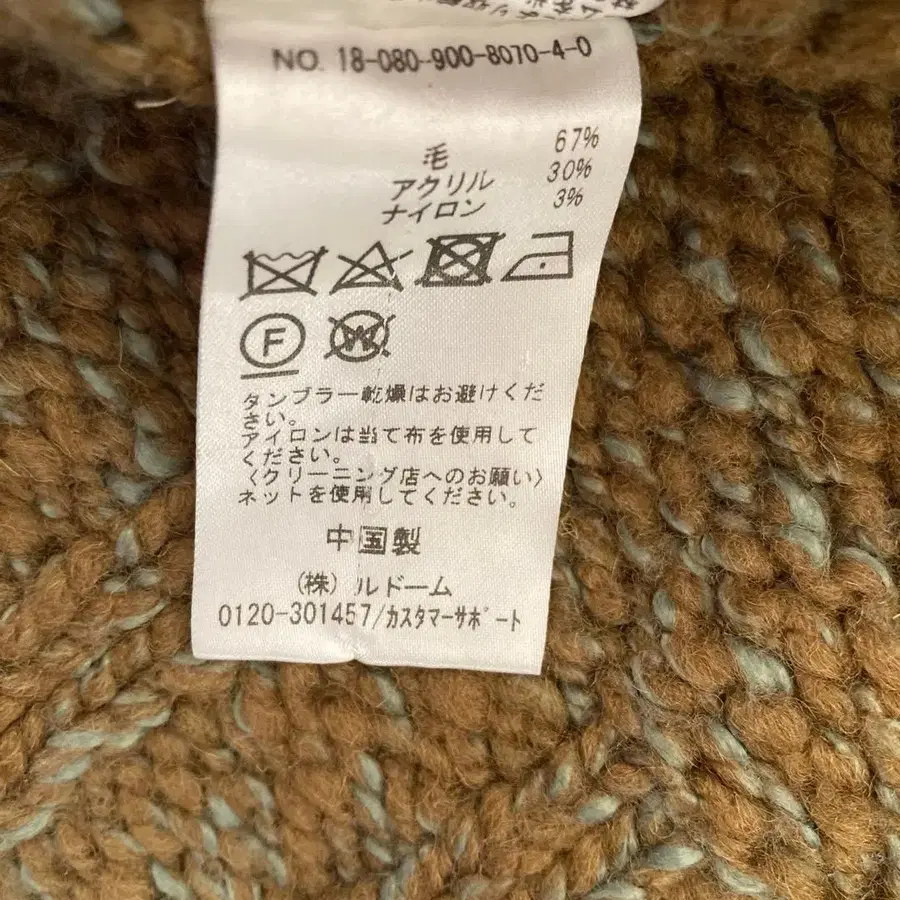 NO. 18-080-900-8070-4-0
毛 67%
アクリル 30%
ナイロン 3%
F
W
タンブラー乾燥はお避けくだ
さい。
アイロンは当て布を使用して
ください。
〈クリーニング店へのお願い〉
ネットを使用してください。
中国製
(株) ルドーム
0120-301457/カスタマーサポート